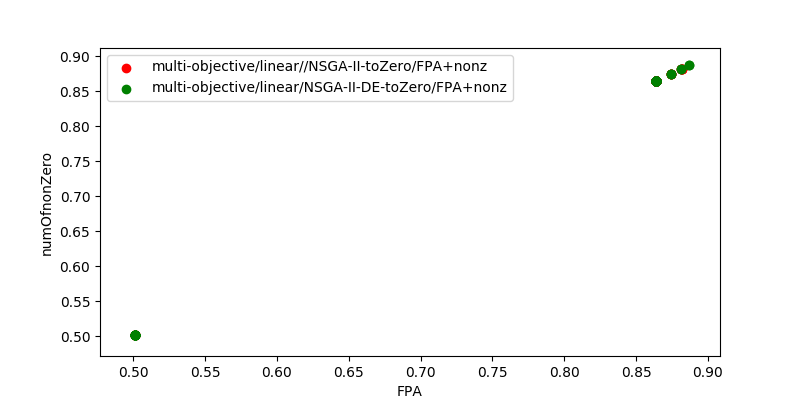 multi-objective/linear//NSGA-II-toZero/FPA+nonz
multi-objective/linear/NSGA-II-DE-toZero/FPA+nonz
numOfnonZero
0.90
0.85
0.80
0.75
0.70
0.65
0.60
0.55
0.50
0.50 0.55 0.60 0.65 0.70 0.75 0.80 0.85 0.90
FPA